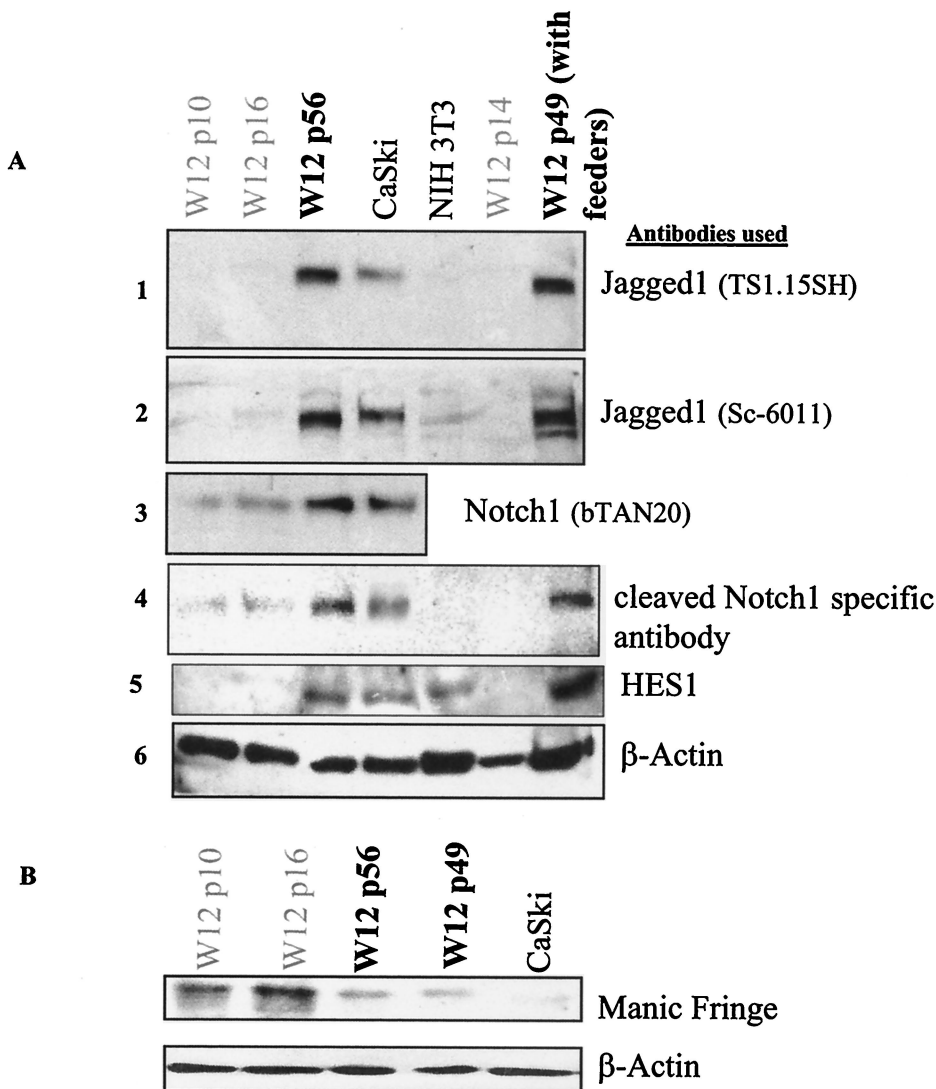 A
W12 p10
W12 p16
W12 p56
CaSki
NIH 3T3
W12 p14
W12 p49 (with
feeders)
Antibodies used
1
Jagged1 (TS1.15SH)
2
Jagged1 (Sc-6011)
3
Notch1 (bTAN20)
4
cleaved Notch1 specific
antibody
5
HES1
6
β-Actin
B
W12 p10
W12 p16
W12 p56
W12 p49
CaSki
Manic Fringe
β-Actin